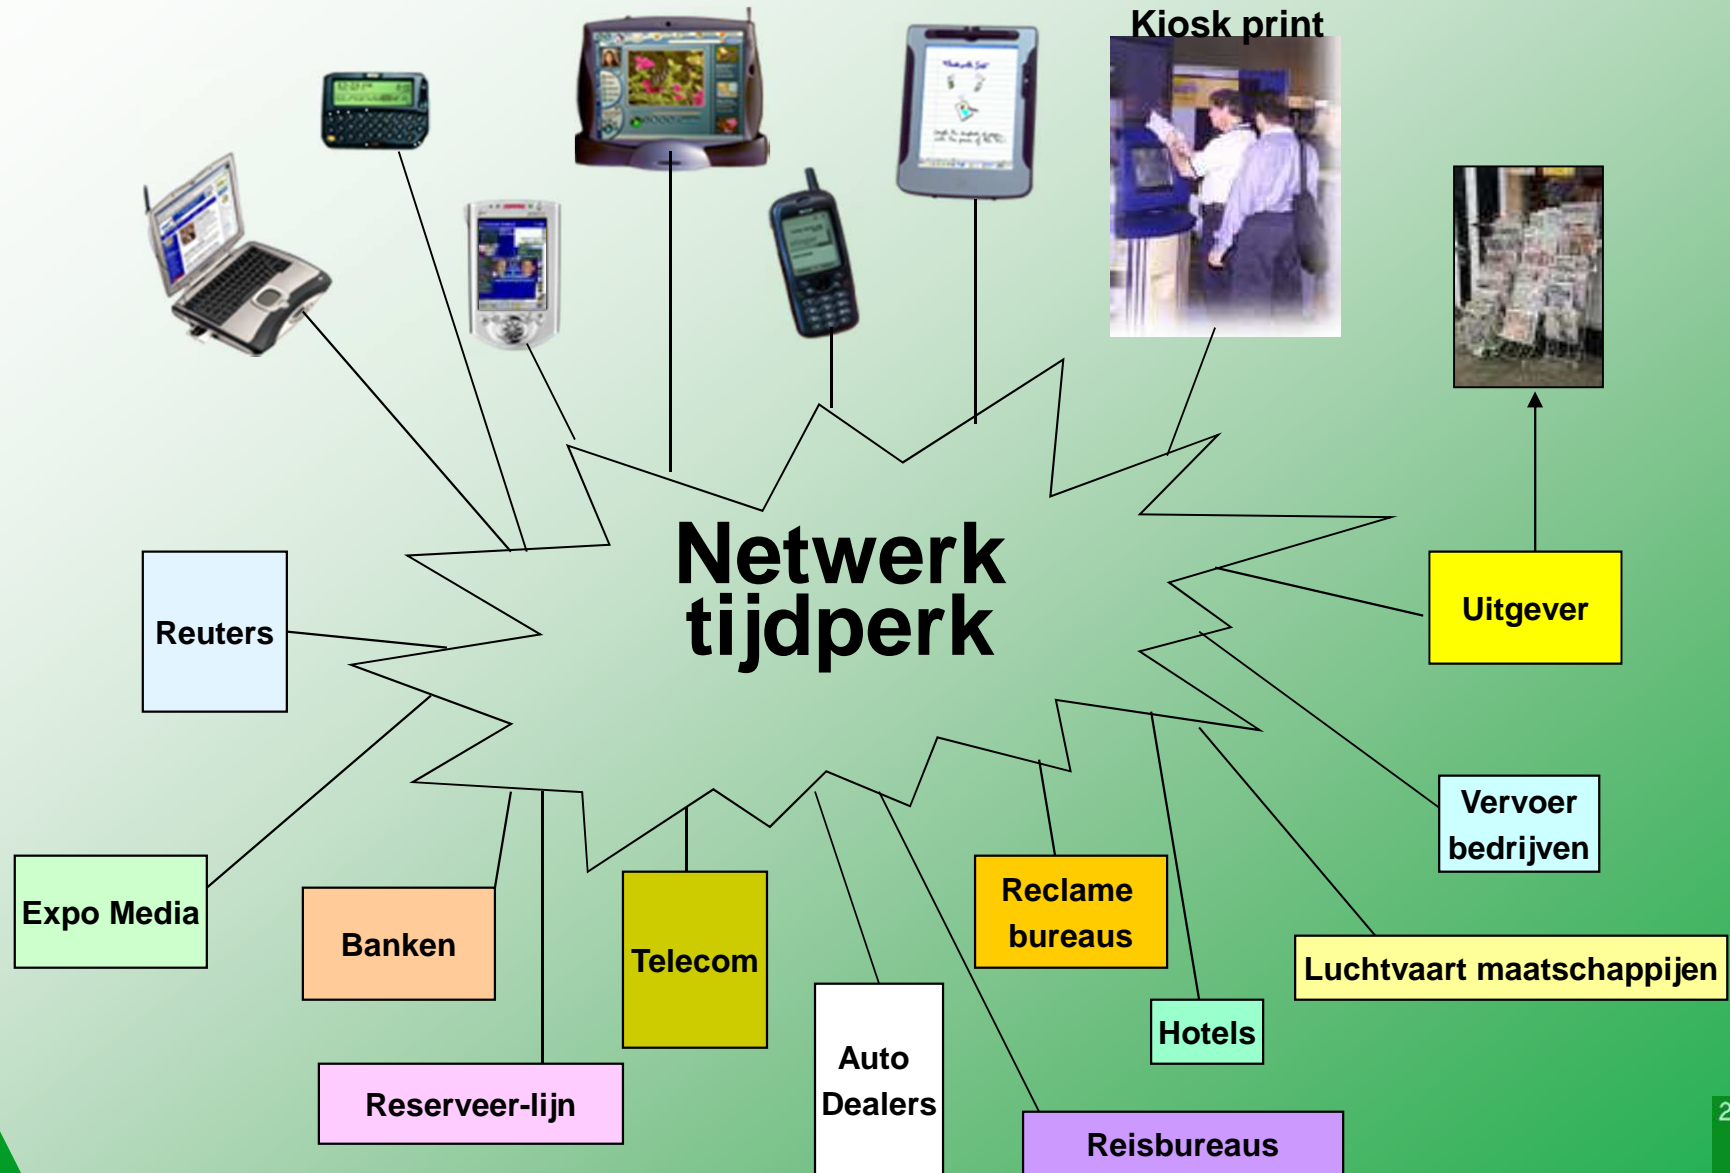 Kiosk print
Netwerk
tijdperk
Reuters
Uitgever
Vervoer
bedrijven
Expo Media
Banken
Telecom
Reclame
bureaus
Luchtvaart maatschappijen
Hotels
Auto
Dealers
Reserveer-lijn
Reisbureaus
2